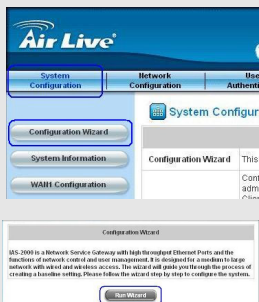 Air Live
System Configuration
Network Configuration
Use
Authenti
System Configur
Configuration Wizard
System Information
Configuration Wizard
This
WAN1 Configuration
Conf
adm
Configuration Wizard
IAS-2000 is a Network Service Gateway with high throughput Ethernet Ports and the
functions of network control and user management. It is designed for a medium to large
network with wired and wireless access. The wizard will guide you through the process of
creating a baseline setting. Please follow the wizard step by step to configure the system.
Run Wizard